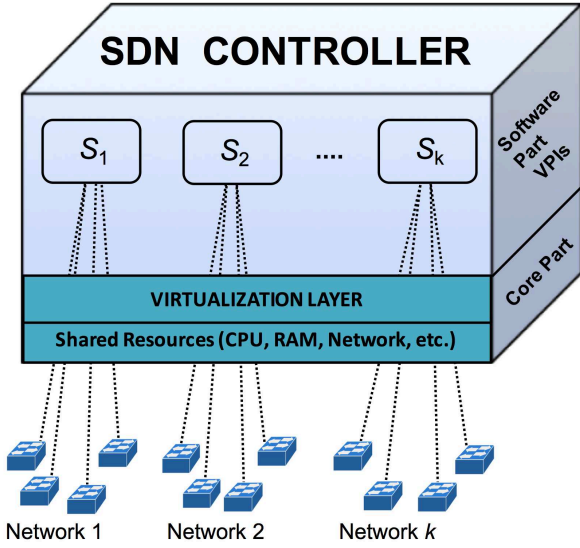 SDN CONTROLLER
S1
S2
....
Sk
Software
Part
VPIs
Core Part
VIRTUALIZATION LAYER
Shared Resources (CPU, RAM, Network, etc.)
Network 1
Network 2
Network k